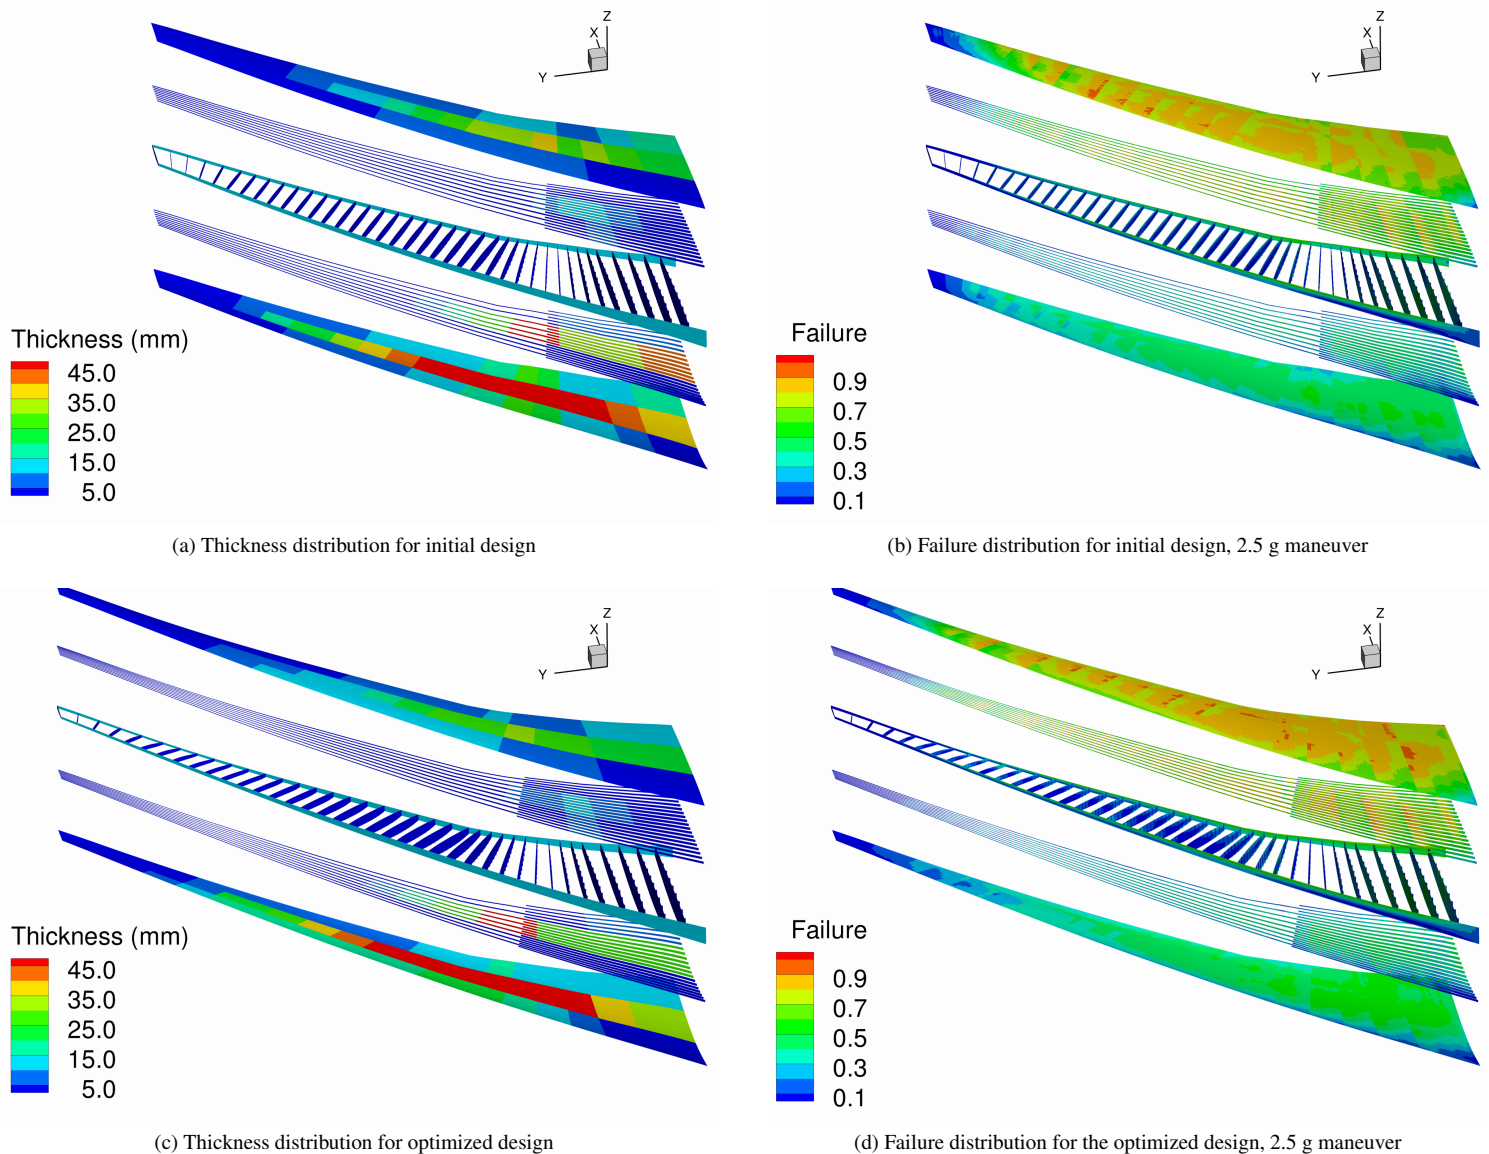 Z
X
Y
Thickness (mm)
45.0
35.0
25.0
15.0
5.0
(a) Thickness distribution for initial design
Z
X
Y
Failure
0.9
0.7
0.5
0.3
0.1
(b) Failure distribution for initial design, 2.5 g maneuver
Z
X
Y
Thickness (mm)
45.0
35.0
25.0
15.0
5.0
(c) Thickness distribution for optimized design
Z
X
Y
Failure
0.9
0.7
0.5
0.3
0.1
(d) Failure distribution for the optimized design, 2.5 g maneuver